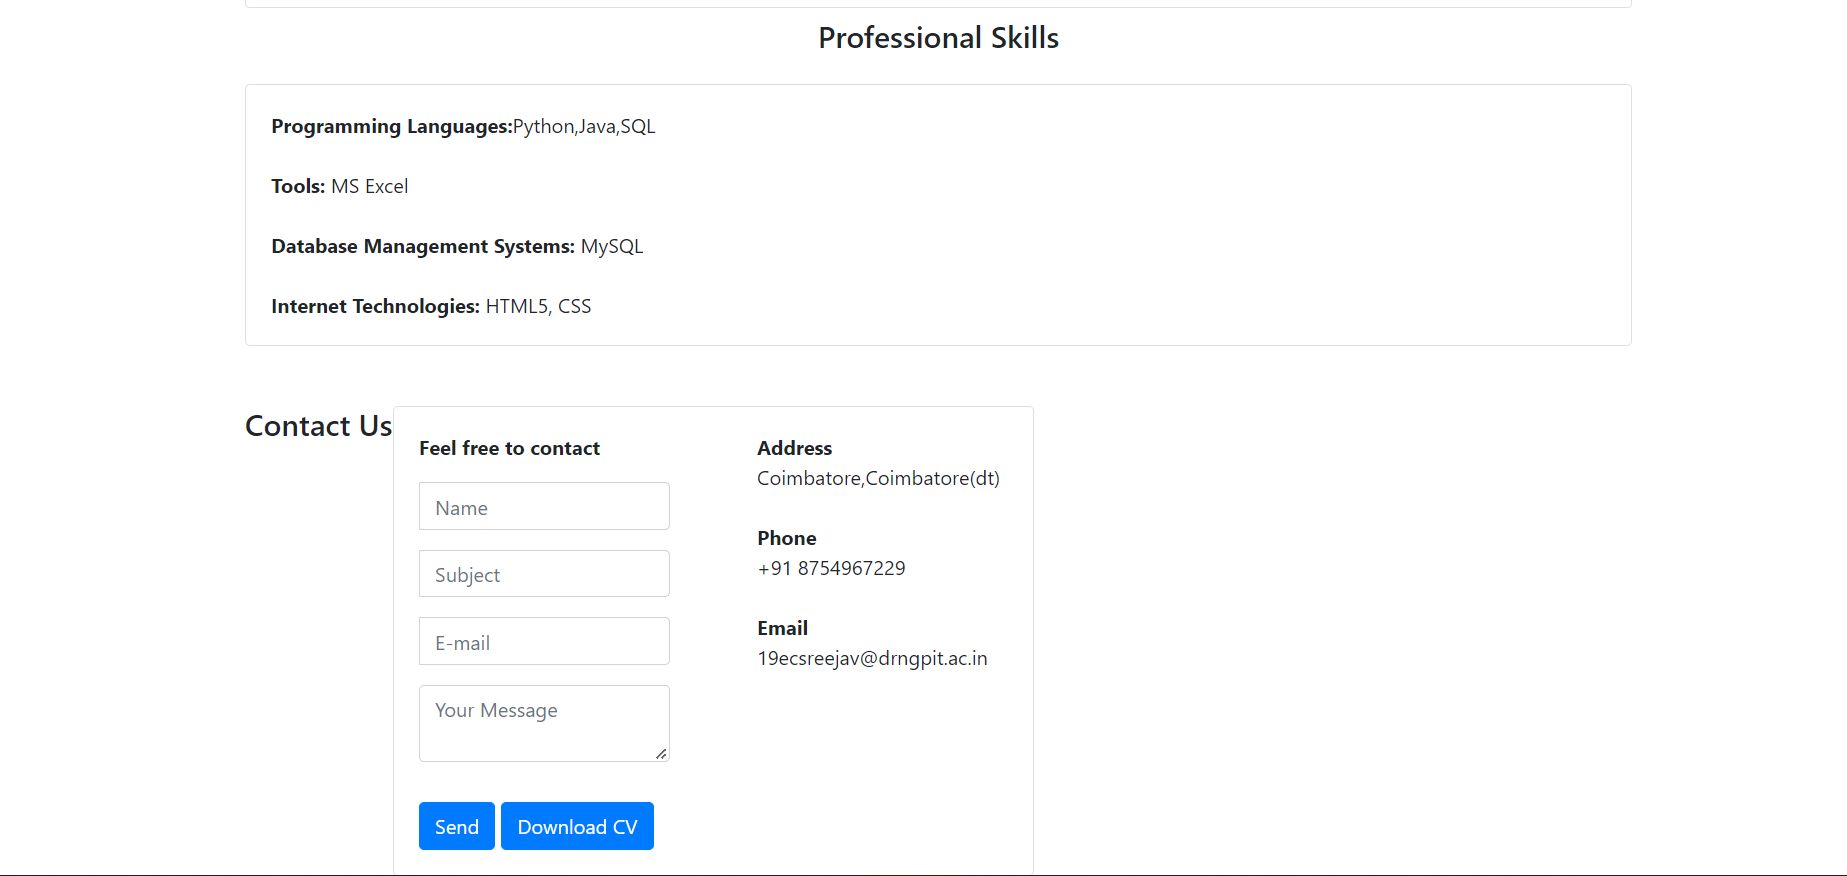 Professional Skills
Programming Languages:Python,Java,SQL
Tools: MS Excel
Database Management Systems: MySQL
Internet Technologies: HTML5, CSS
Contact Us
Feel free to contact
Name
Subject
E-mail
Your Message
Send
Download CV
Address
Coimbatore,Coimbatore(dt)
Phone
+91 8754967229
Email
19ecsreejav@drngpit.ac.in